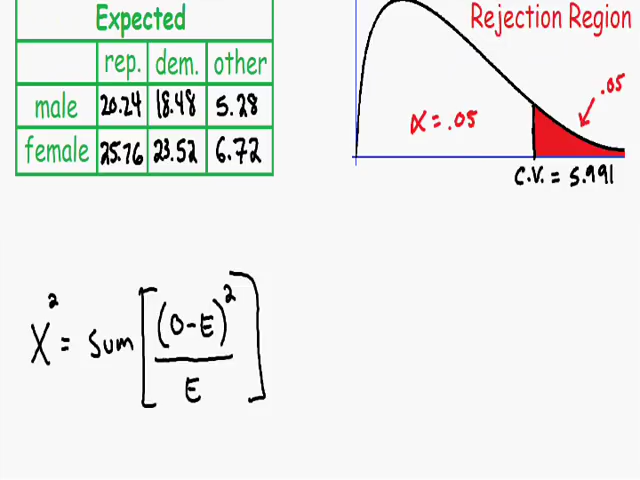 Expected
rep. dem. other
male 20.24 18.48 5.28
female 25.76 23.52 6.72
Rejection Region
.05
α = .05
C.V. = 5.991
X² = Sum [(O-E)² / E]